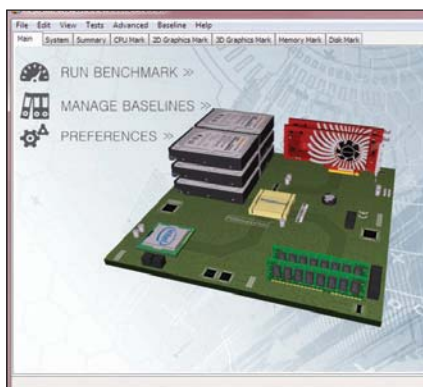 File Edit View Tests Advanced Baseline Help
Main System Summary CPU Mark 2D Graphics Mark 3D Graphics Mark Memory Mark Disk Mark
RUN BENCHMARK »
MANAGE BASELINES »
PREFERENCES »
intel